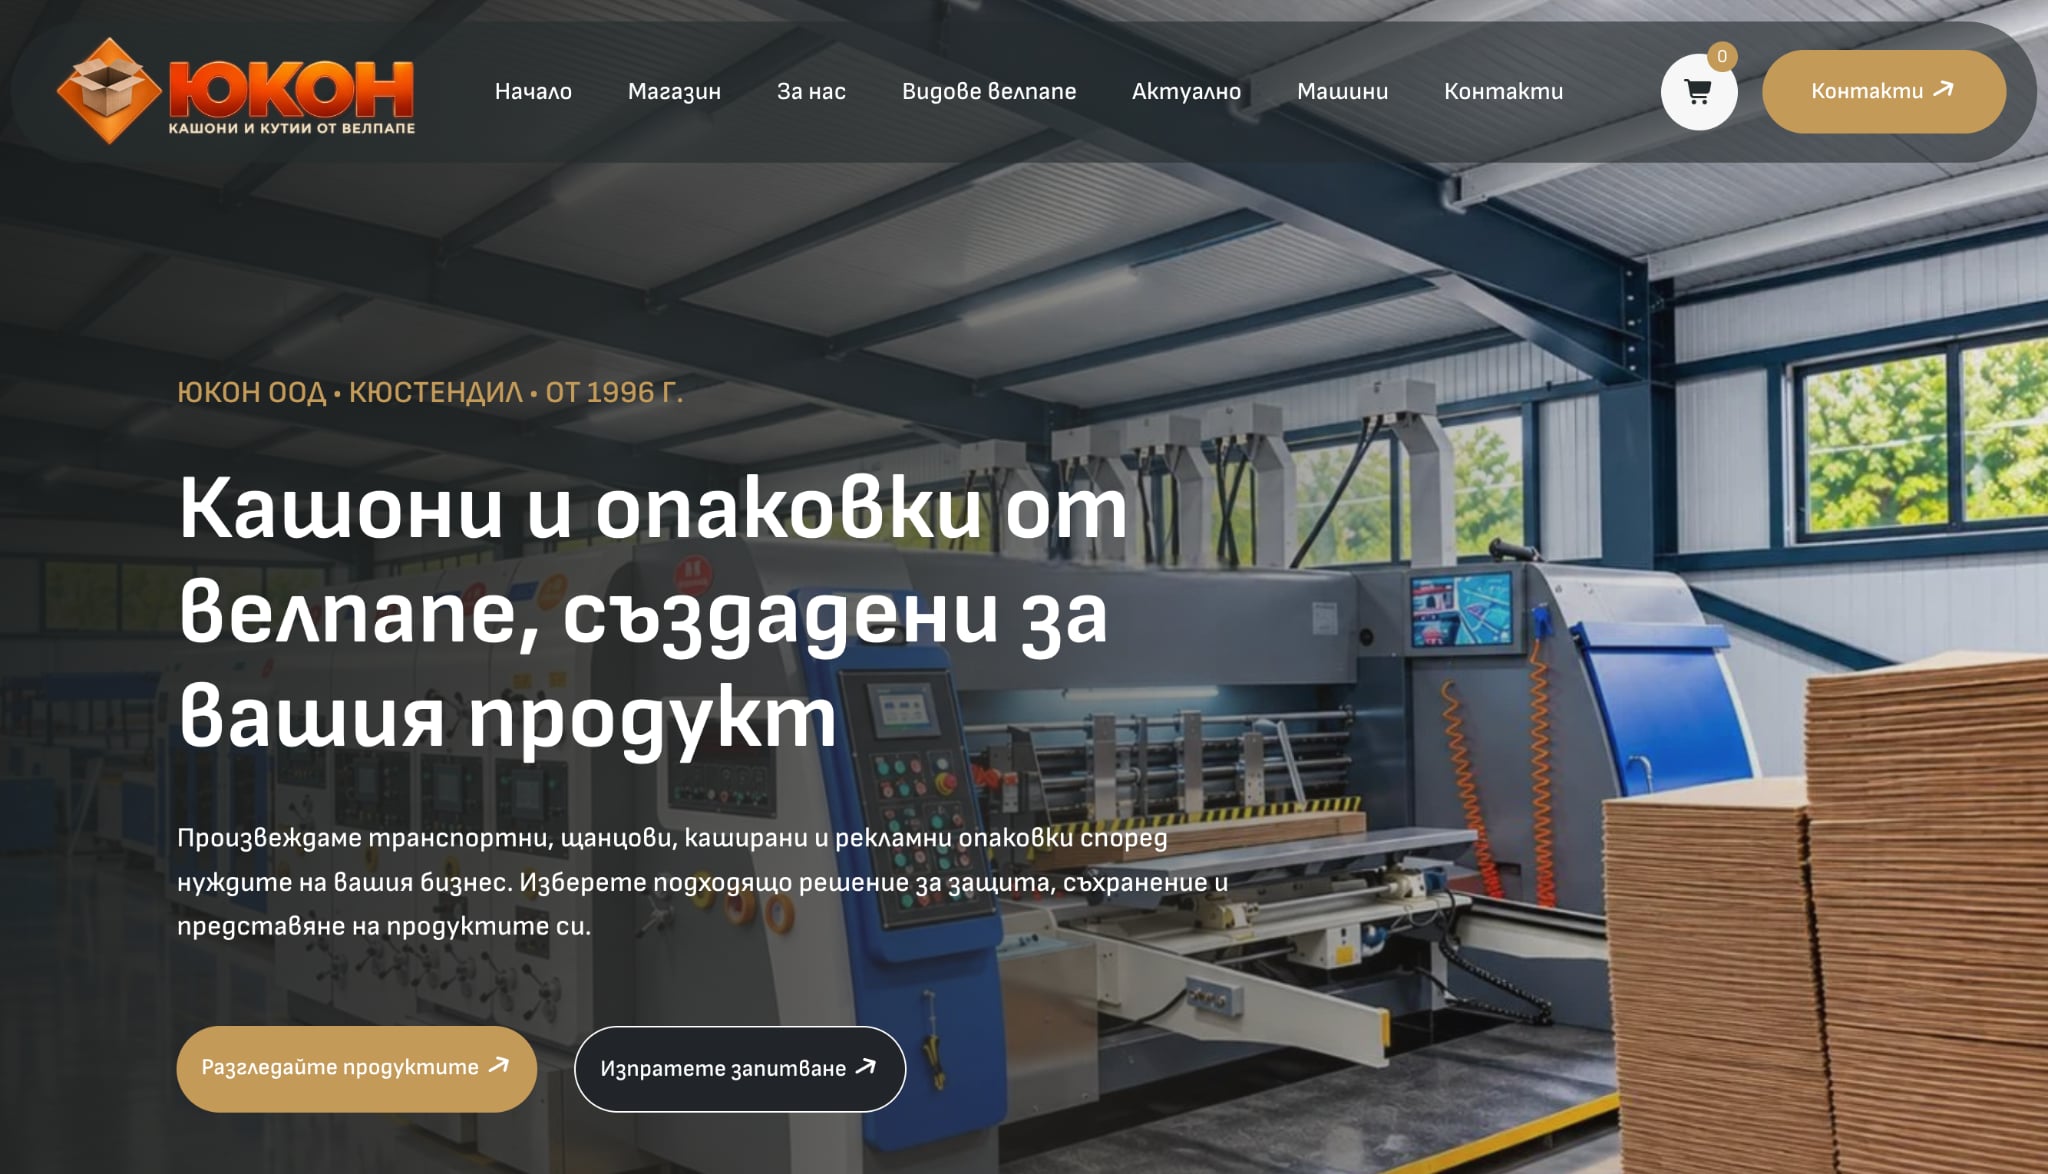 ЮКОН
КАШОНИ И КУТИИ ОТ ВЕЛПАПЕ
Начало
Магазин
За нас
Видове велпапе
Актуално
Машини
Контакти
0
Контакти
ЮКОН ООД • КЮСТЕНДИЛ • ОТ 1996 Г.
Кашони и опаковки от
велпапе, създадени за
вашия продукт
Произвеждаме транспортни, щанцови, каширани и рекламни опаковки според
нуждите на вашия бизнес. Изберете подходящо решение за защита, съхранение и
представяне на продуктите си.
Разгледайте продуктите
Изпратете запитване